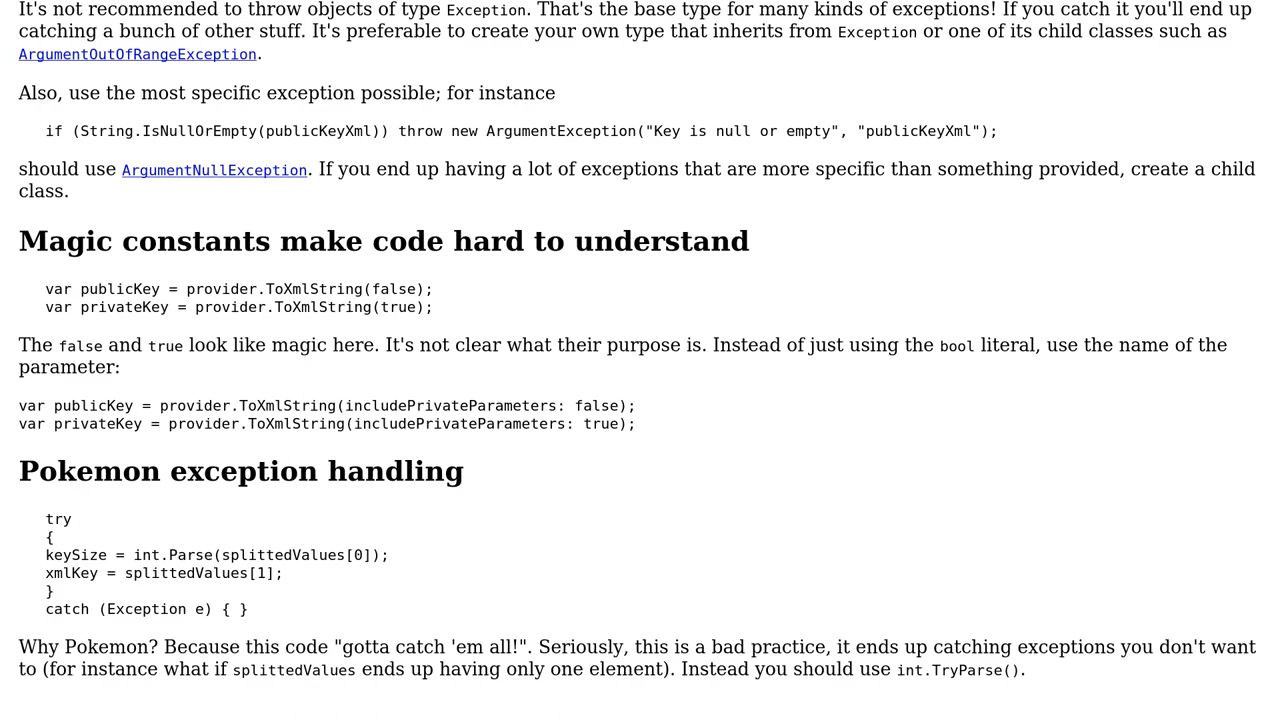 It's not recommended to throw objects of type Exception. That's the base type for many kinds of exceptions! If you catch it you'll end up
catching a bunch of other stuff. It's preferable to create your own type that inherits from Exception or one of its child classes such as
ArgumentOutOfRangeException.
Also, use the most specific exception possible; for instance
if (String.IsNullOrEmpty(publicKeyXml)) throw new ArgumentException("Key is null or empty", "publicKeyXml");
should use ArgumentNullException. If you end up having a lot of exceptions that are more specific than something provided, create a child
class.
Magic constants make code hard to understand
var publicKey = provider.ToXmlString(false);
var privateKey = provider.ToXmlString(true);
The false and true look like magic here. It's not clear what their purpose is. Instead of just using the bool literal, use the name of the
parameter:
var publicKey = provider.ToXmlString(includePrivateParameters: false);
var privateKey = provider.ToXmlString(includePrivateParameters: true);
Pokemon exception handling
try
{
keySize = int.Parse(splittedValues[0]);
xmlKey = splittedValues[1];
}
catch (Exception e) { }
Why Pokemon? Because this code "gotta catch 'em all!". Seriously, this is a bad practice, it ends up catching exceptions you don't want
to (for instance what if splittedValues ends up having only one element). Instead you should use int.TryParse().